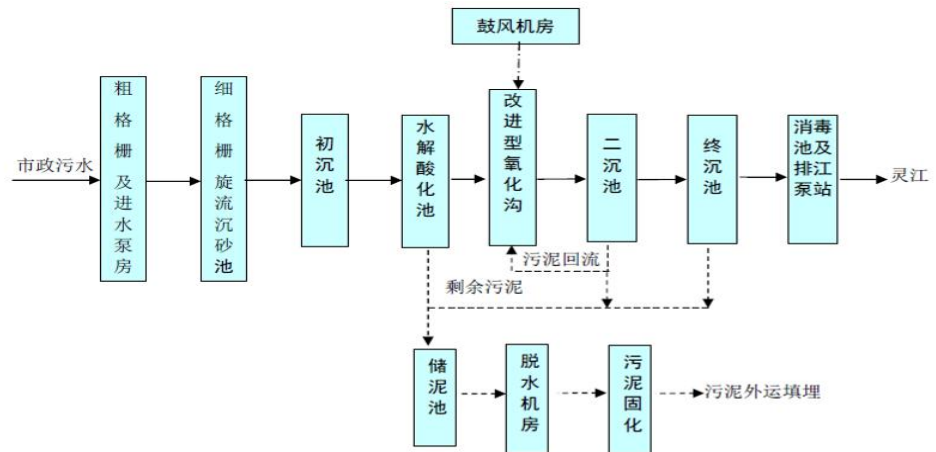 鼓风机房
市政污水
粗格栅及进水泵房
细格栅旋流沉砂池
初沉池
水解酸化池
改进型氧化沟
二沉池
终沉池
消毒池及排江泵站
灵江
污泥回流
剩余污泥
储泥池
脱水机房
污泥固化
污泥外运填埋